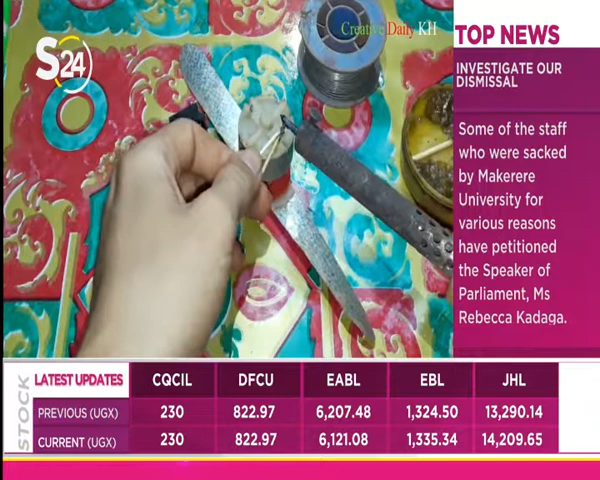 S24
Creative Daily KH
TOP NEWS
INVESTIGATE OUR
DISMISSAL
Some of the staff
who were sacked
by Makerere
University for
various reasons
have petitioned
the Speaker of
Parliament, Ms
Rebecca Kadaga.
STOCK
LATEST UPDATES CQCIL DFCU EABL EBL JHL
PREVIOUS (UGX) 230 822.97 6,207.48 1,324.50 13,290.14
CURRENT (UGX) 230 822.97 6,121.08 1,335.34 14,209.65